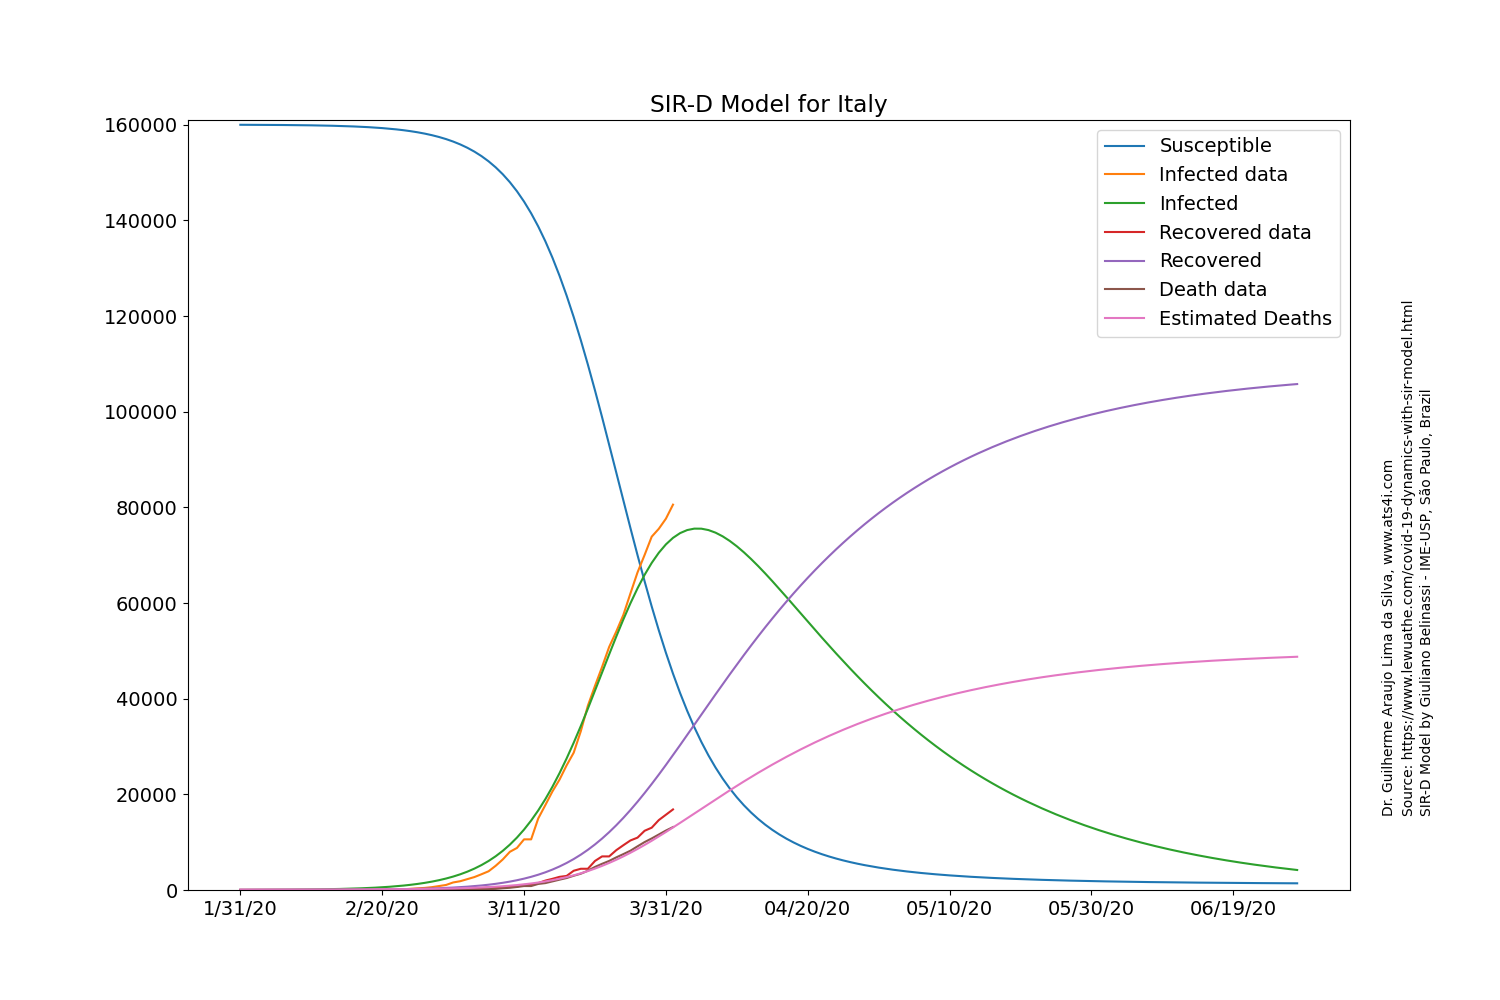 SIR-D Model for Italy
160000
140000
120000
100000
80000
60000
40000
20000
0
1/31/20
2/20/20
3/11/20
3/31/20
04/20/20
05/10/20
05/30/20
06/19/20
Susceptible
Infected data
Infected
Recovered data
Recovered
Death data
Estimated Deaths
Dr. Guilherme Araujo Lima da Silva, www.ats4i.com
Source: https://www.lewuathe.com/covid-19-dynamics-with-sir-model.html
SIR-D Model by Giuliano Belinassi - IME-USP, São Paulo, Brazil